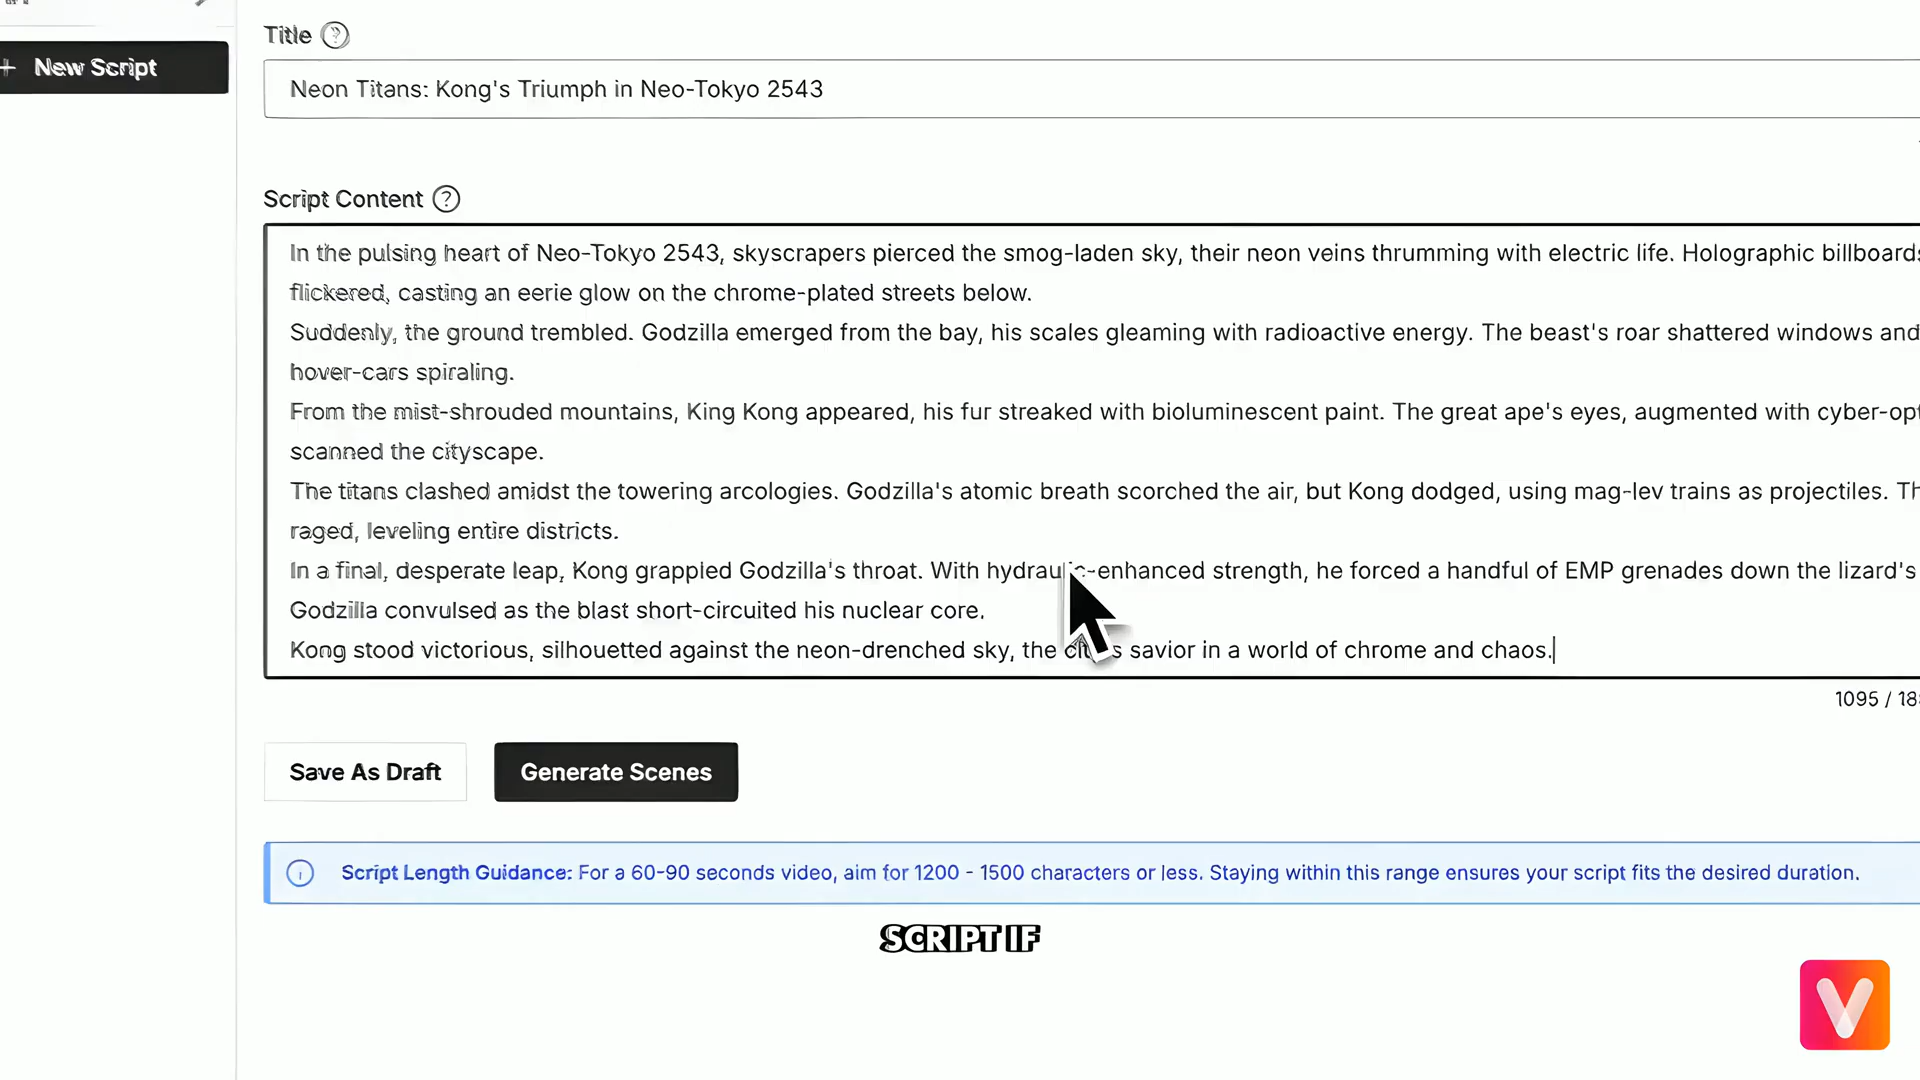 Title ?
+ New Script
Neon Titans: Kong's Triumph in Neo-Tokyo 2543
Script Content ?
In the pulsing heart of Neo-Tokyo 2543, skyscrapers pierced the smog-laden sky, their neon veins thrumming with electric life. Holographic billboards
flickered, casting an eerie glow on the chrome-plated streets below.
Suddenly, the ground trembled. Godzilla emerged from the bay, his scales gleaming with radioactive energy. The beast's roar shattered windows and
hover-cars spiraling.
From the mist-shrouded mountains, King Kong appeared, his fur streaked with bioluminescent paint. The great ape's eyes, augmented with
scanned the cityscape.
The titans clashed amidst the towering arcologies. Godzilla's atomic breath scorched the air, but Kong dodged, using mag-lev trains as projectiles.
raged, leveling entire districts.
In a final, desperate leap, Kong grappled Godzilla's throat. With hydraulic-enhanced strength, he forced a handful of EMP grenades down the lizard's
Godzilla convulsed as the blast short-circuited his nuclear core.
Kong stood victorious, silhouetted against the neon-drenched sky, the city's savior in a world of chrome and chaos.
1095 /
Save As Draft
Generate Scenes
Script Length Guidance: For a 60-90 seconds video, aim for 1200 - 1500 characters or less. Staying within this range ensures your script fits the desired duration.
SCRIPT IF